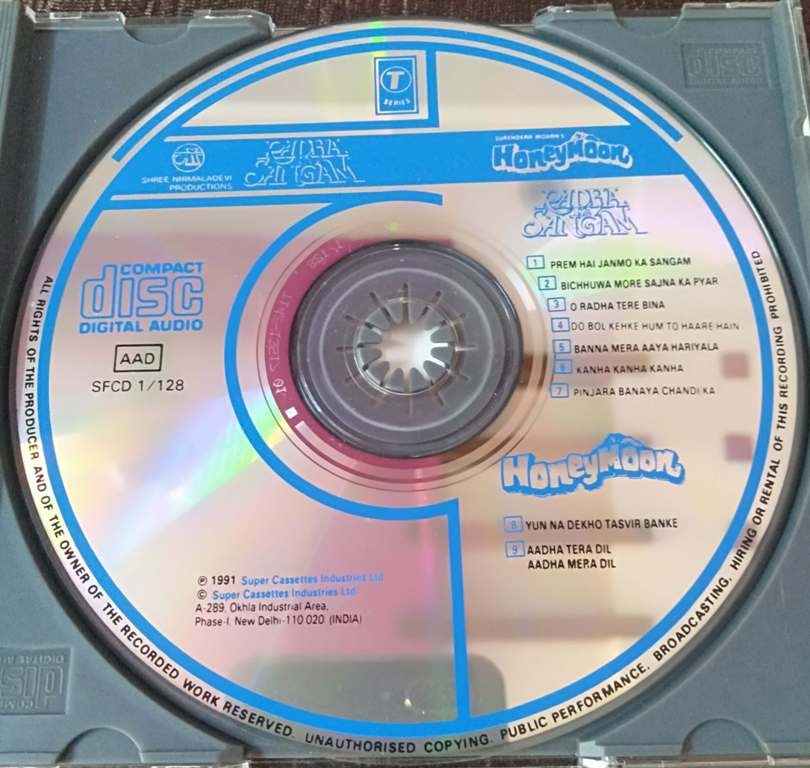 T
SERIES
SHREE NIRMALADEVI
PRODUCTIONS
RADHA
SANGAM
SURENDERA MOHAN'S
HONEYMOON
RADHA
SANGAM
1 PREM HAI JANMO KA SANGAM
2 BICHHUWA MORE SAJNA KA PYAR
3 O RADHA TERE BINA
4 DO BOL KEHKE HUM TO HAARE HAIN
5 BANNA MERA AAYA HARIYALA
6 KANHA KANHA KANHA
7 PINJARA BANAYA CHANDI KA
COMPACT
disc
DIGITAL AUDIO
AAD
SFCD 1/128
HONEYMOON
8 YUN NA DEKHO TASVIR BANKE
9 AADHA TERA DIL
AADHA MERA DIL
℗ 1991 Super Cassettes Industries Ltd
© Super Cassettes Industries Ltd
A-289, Okhla Industrial Area,
Phase-I, New Delhi-110 020 (INDIA)
ALL RIGHTS OF THE PRODUCER AND OF THE OWNER OF THE RECORDED WORK RESERVED. UNAUTHORISED COPYING, PUBLIC PERFORMANCE, BROADCASTING, HIRING OR RENTAL OF THIS RECORDING PROHIBITED.
COMPACT
disc
DIGITAL AUDIO